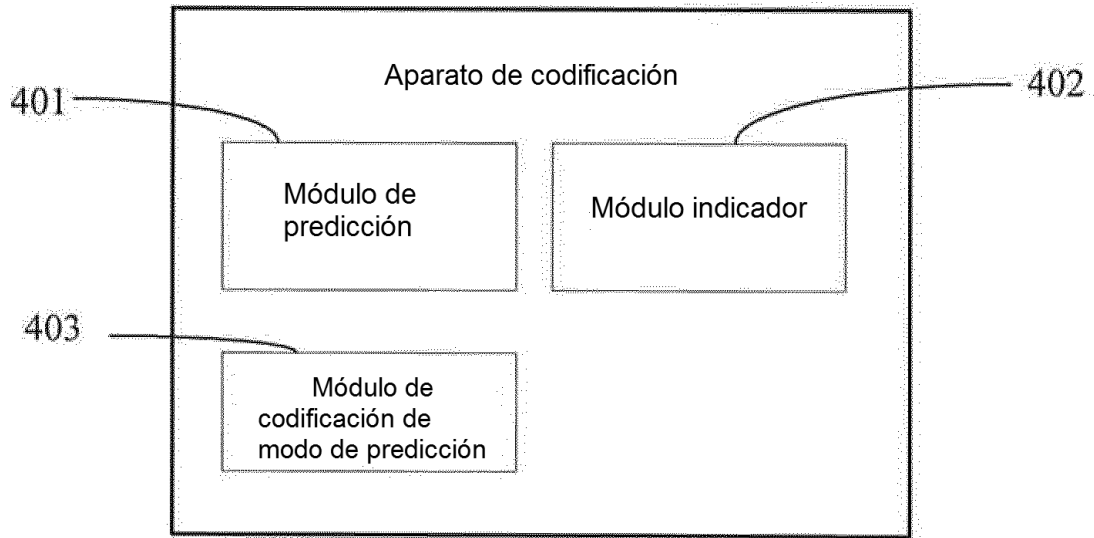 Aparato de codificación
401
402
Módulo de
predicción
Módulo indicador
403
Módulo de
codificación de
modo de predicción